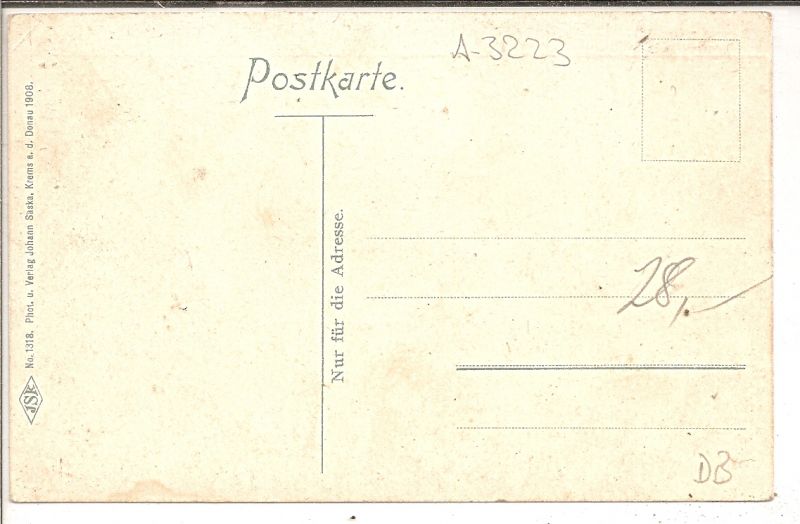 A-3223
Postkarte.
No. 1318. Phot. u. Verlag Johann Saska, Krems a. d. Donau 1908.
JSK
Nur für die Adresse.
28,-
DB